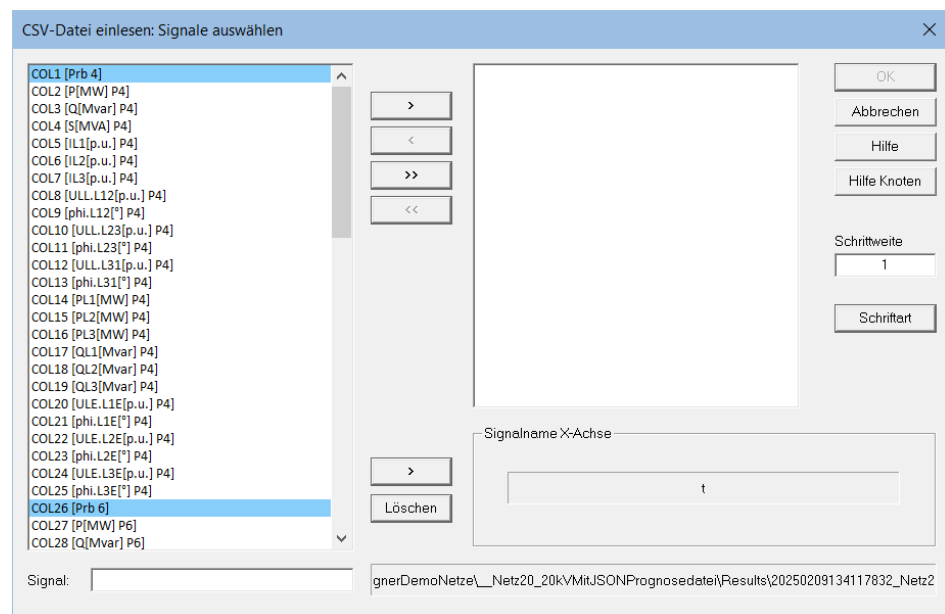 CSV-Datei einlesen: Signale auswählen
COL1 [Prb 4]
COL2 [P[MW] P4]
COL3 [Q[Mvar] P4]
COL4 [S[MVA] P4]
COL5 [IL1[p.u.] P4]
COL6 [IL2[p.u.] P4]
COL7 [IL3[p.u.] P4]
COL8 [ULL.L12[p.u.] P4]
COL9 [phi.L12[°] P4]
COL10 [ULL.L23[p.u.] P4]
COL11 [phi.L23[°] P4]
COL12 [ULL.L31[p.u.] P4]
COL13 [phi.L31[°] P4]
COL14 [PL1[MW] P4]
COL15 [PL2[MW] P4]
COL16 [PL3[MW] P4]
COL17 [QL1[Mvar] P4]
COL18 [QL2[Mvar] P4]
COL19 [QL3[Mvar] P4]
COL20 [ULE.L1E[p.u.] P4]
COL21 [phi.L1E[°] P4]
COL22 [ULE.L2E[p.u.] P4]
COL23 [phi.L2E[°] P4]
COL24 [ULE.L3E[p.u.] P4]
COL25 [phi.L3E[°] P4]
COL26 [Prb 6]
COL27 [P[MW] P6]
COL28 [Q[Mvar] P6]
Signal:
>
<
>>
<<
>
Löschen
Signalname X-Achse
t
gnerDemoNetze\__Netz20_20kVMitJSONPrognosedatei\Results\20250209134117832_Netz2
OK
Abbrechen
Hilfe
Hilfe Knoten
Schrittweite
1
Schriftart